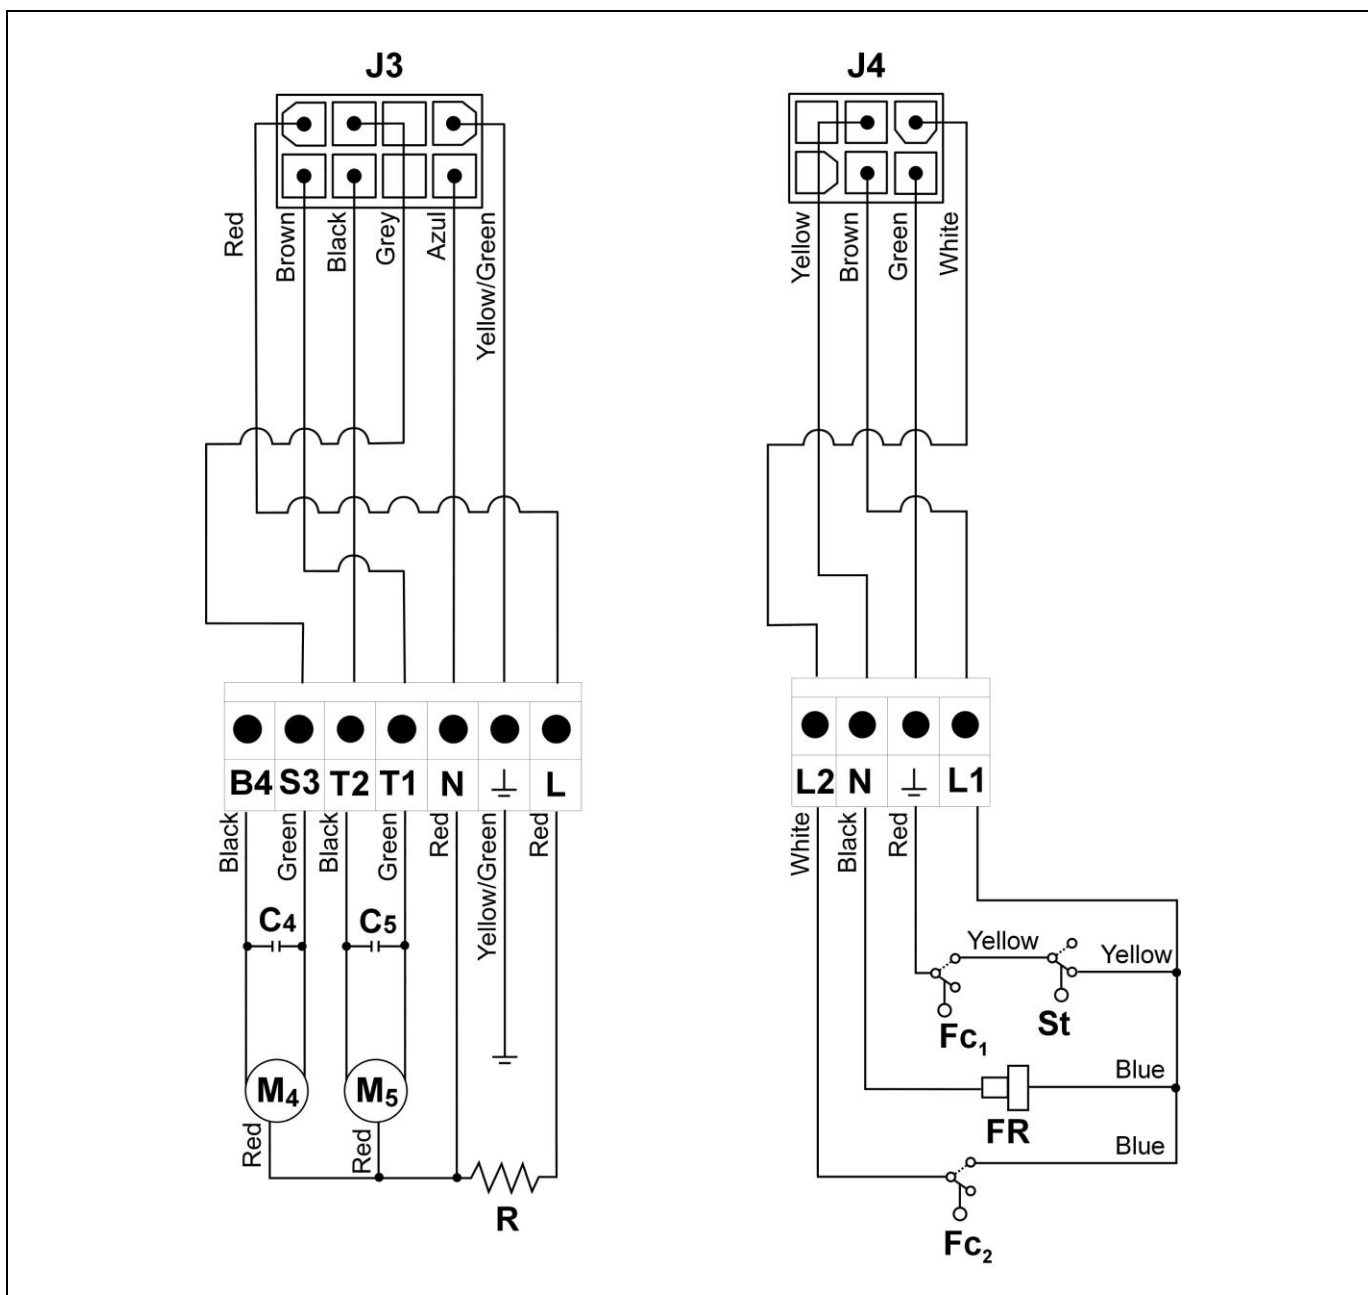 J3
J4
Red
Brown
Black
Grey
Azul
Yellow/Green
Yellow
Brown
Green
White
B4 S3 T2 T1 N L
L2 N L1
Black
Green
Black
Green
Red
Yellow/Green
Red
White
Black
Red
C4
C5
Yellow
Yellow
St
Fc1
M4
M5
Blue
FR
Red
Red
Blue
R
Fc2